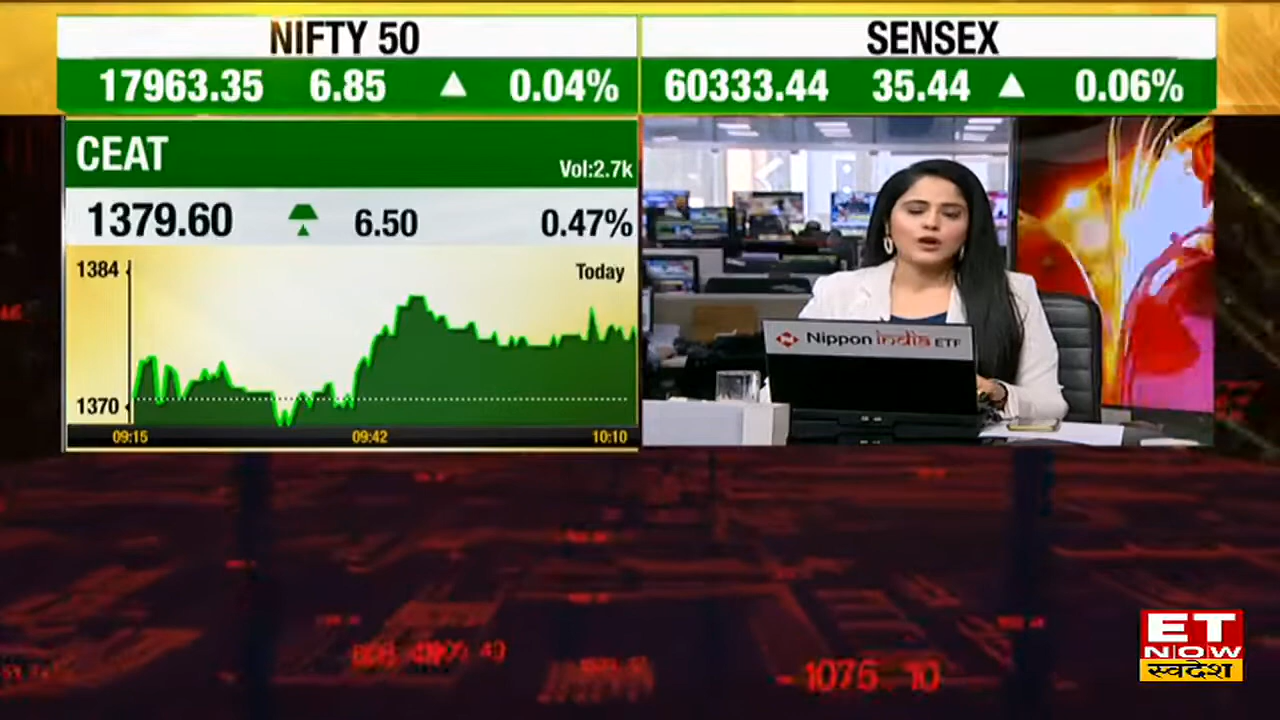 NIFTY 50
17963.35 6.85 ▲ 0.04%
SENSEX
60333.44 35.44 ▲ 0.06%
CEAT
Vol:2.7k
1379.60 6.50 0.47%
1384
Today
1370
09:15 09:42 10:10
Nippon india ETF
- 1075 10
ET
NOW
स्वदेश